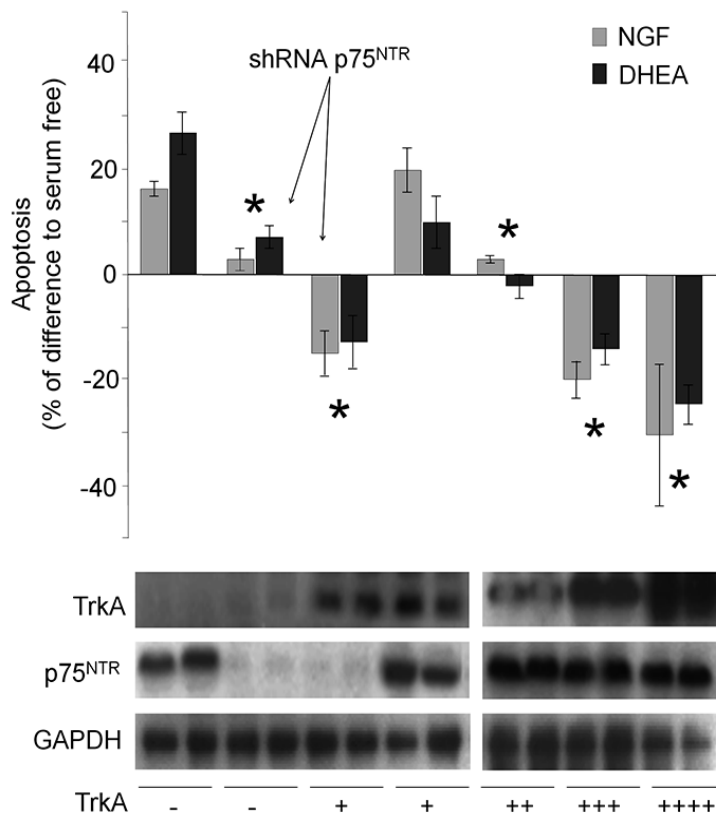 NGF
DHEA
shRNA p75NTR
Apoptosis
(% of difference to serum free)
40
20
0
-20
-40
*
*
*
*
*
TrkA
p75NTR
GAPDH
TrkA - - + + ++ +++ ++++